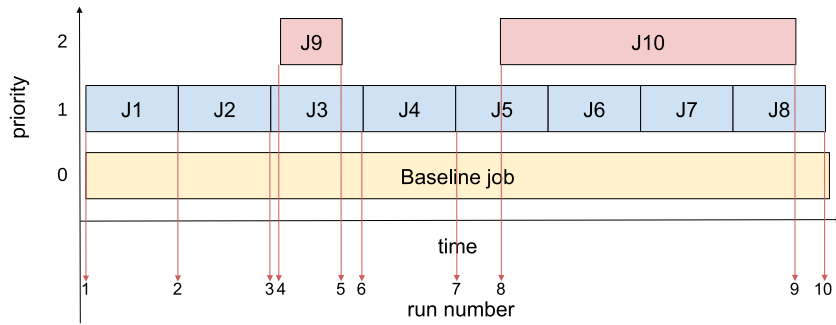 2 J9 J10
priority
1 J1 J2 J3 J4 J5 J6 J7 J8
0 Baseline job
time
1 2 3 4 5 6 7 8 9 10
run number